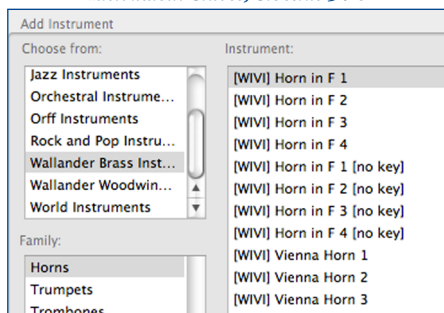 Add Instrument
Choose from:
Jazz Instruments
Orchestral Instrume...
Orff Instruments
Rock and Pop Instru...
Wallander Brass Inst...
Wallander Woodwin...
World Instruments
Family:
Horns
Trumpets
Trombones
Instrument:
[WIVI] Horn in F 1
[WIVI] Horn in F 2
[WIVI] Horn in F 3
[WIVI] Horn in F 4
[WIVI] Horn in F 1 [no key]
[WIVI] Horn in F 2 [no key]
[WIVI] Horn in F 3 [no key]
[WIVI] Horn in F 4 [no key]
[WIVI] Vienna Horn 1
[WIVI] Vienna Horn 2
[WIVI] Vienna Horn 3